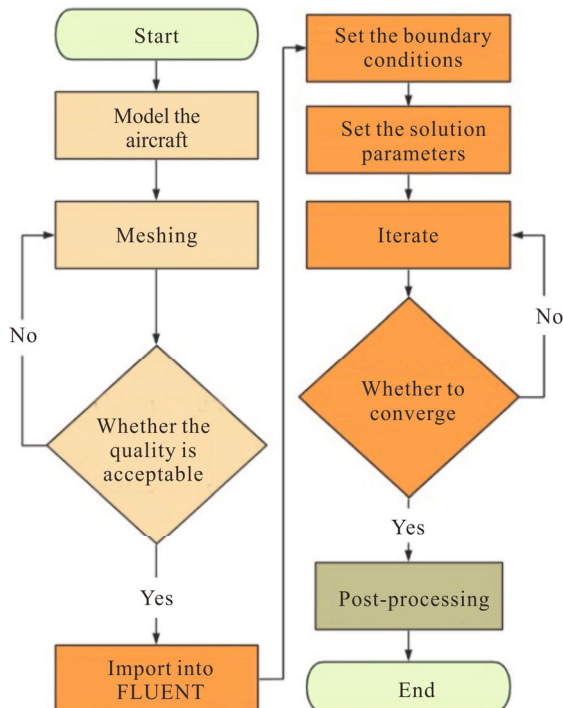 Start
Model the
aircraft
Meshing
No
Whether the
quality is
acceptable
Yes
Import into
FLUENT
Set the boundary
conditions
Set the solution
parameters
Iterate
No
Whether to
converge
Yes
Post-processing
End